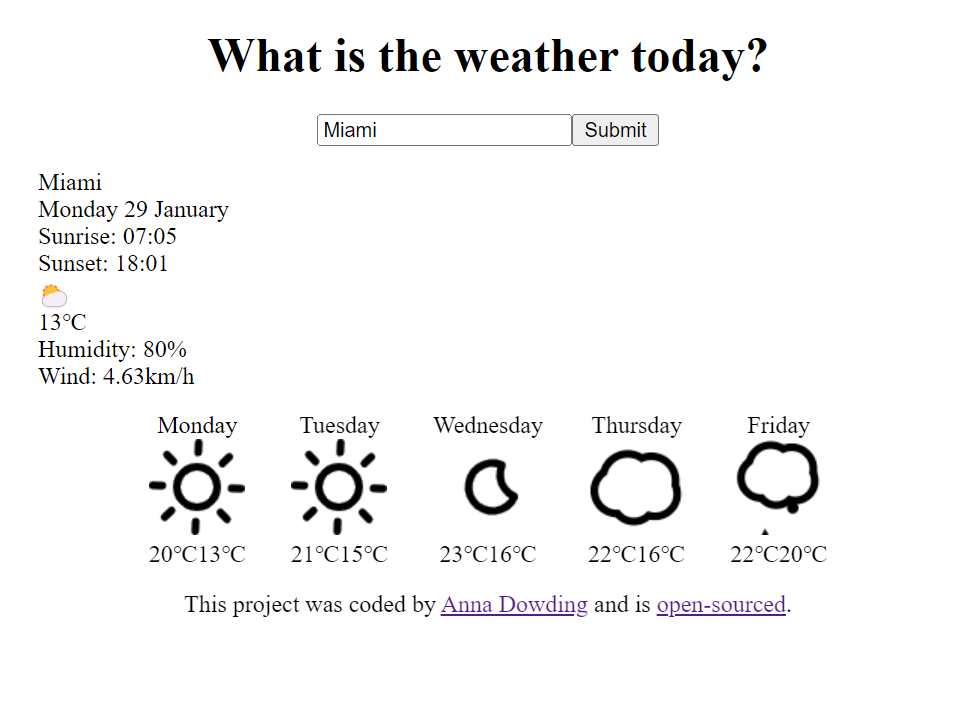 What is the weather today?
Miami Submit
Miami
Monday 29 January
Sunrise: 07:05
Sunset: 18:01
13°C
Humidity: 80%
Wind: 4.63km/h
Monday Tuesday Wednesday Thursday Friday
20°C13°C 21°C15°C 23°C16°C 22°C16°C 22°C20°C
This project was coded by Anna Dowding and is open-sourced.